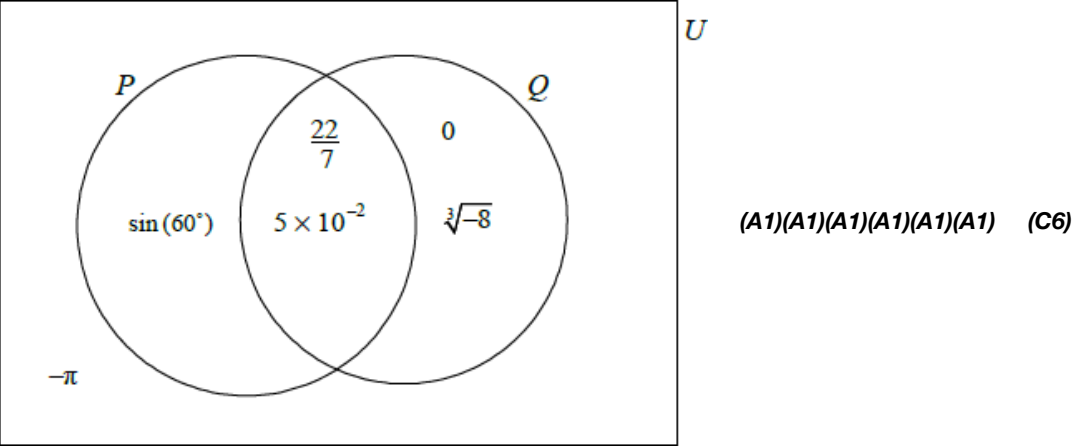 U
P
Q
22/7
0
sin (60°)
5 × 10⁻²
∛−8
(A1)(A1)(A1)(A1)(A1)(A1) (C6)
−π